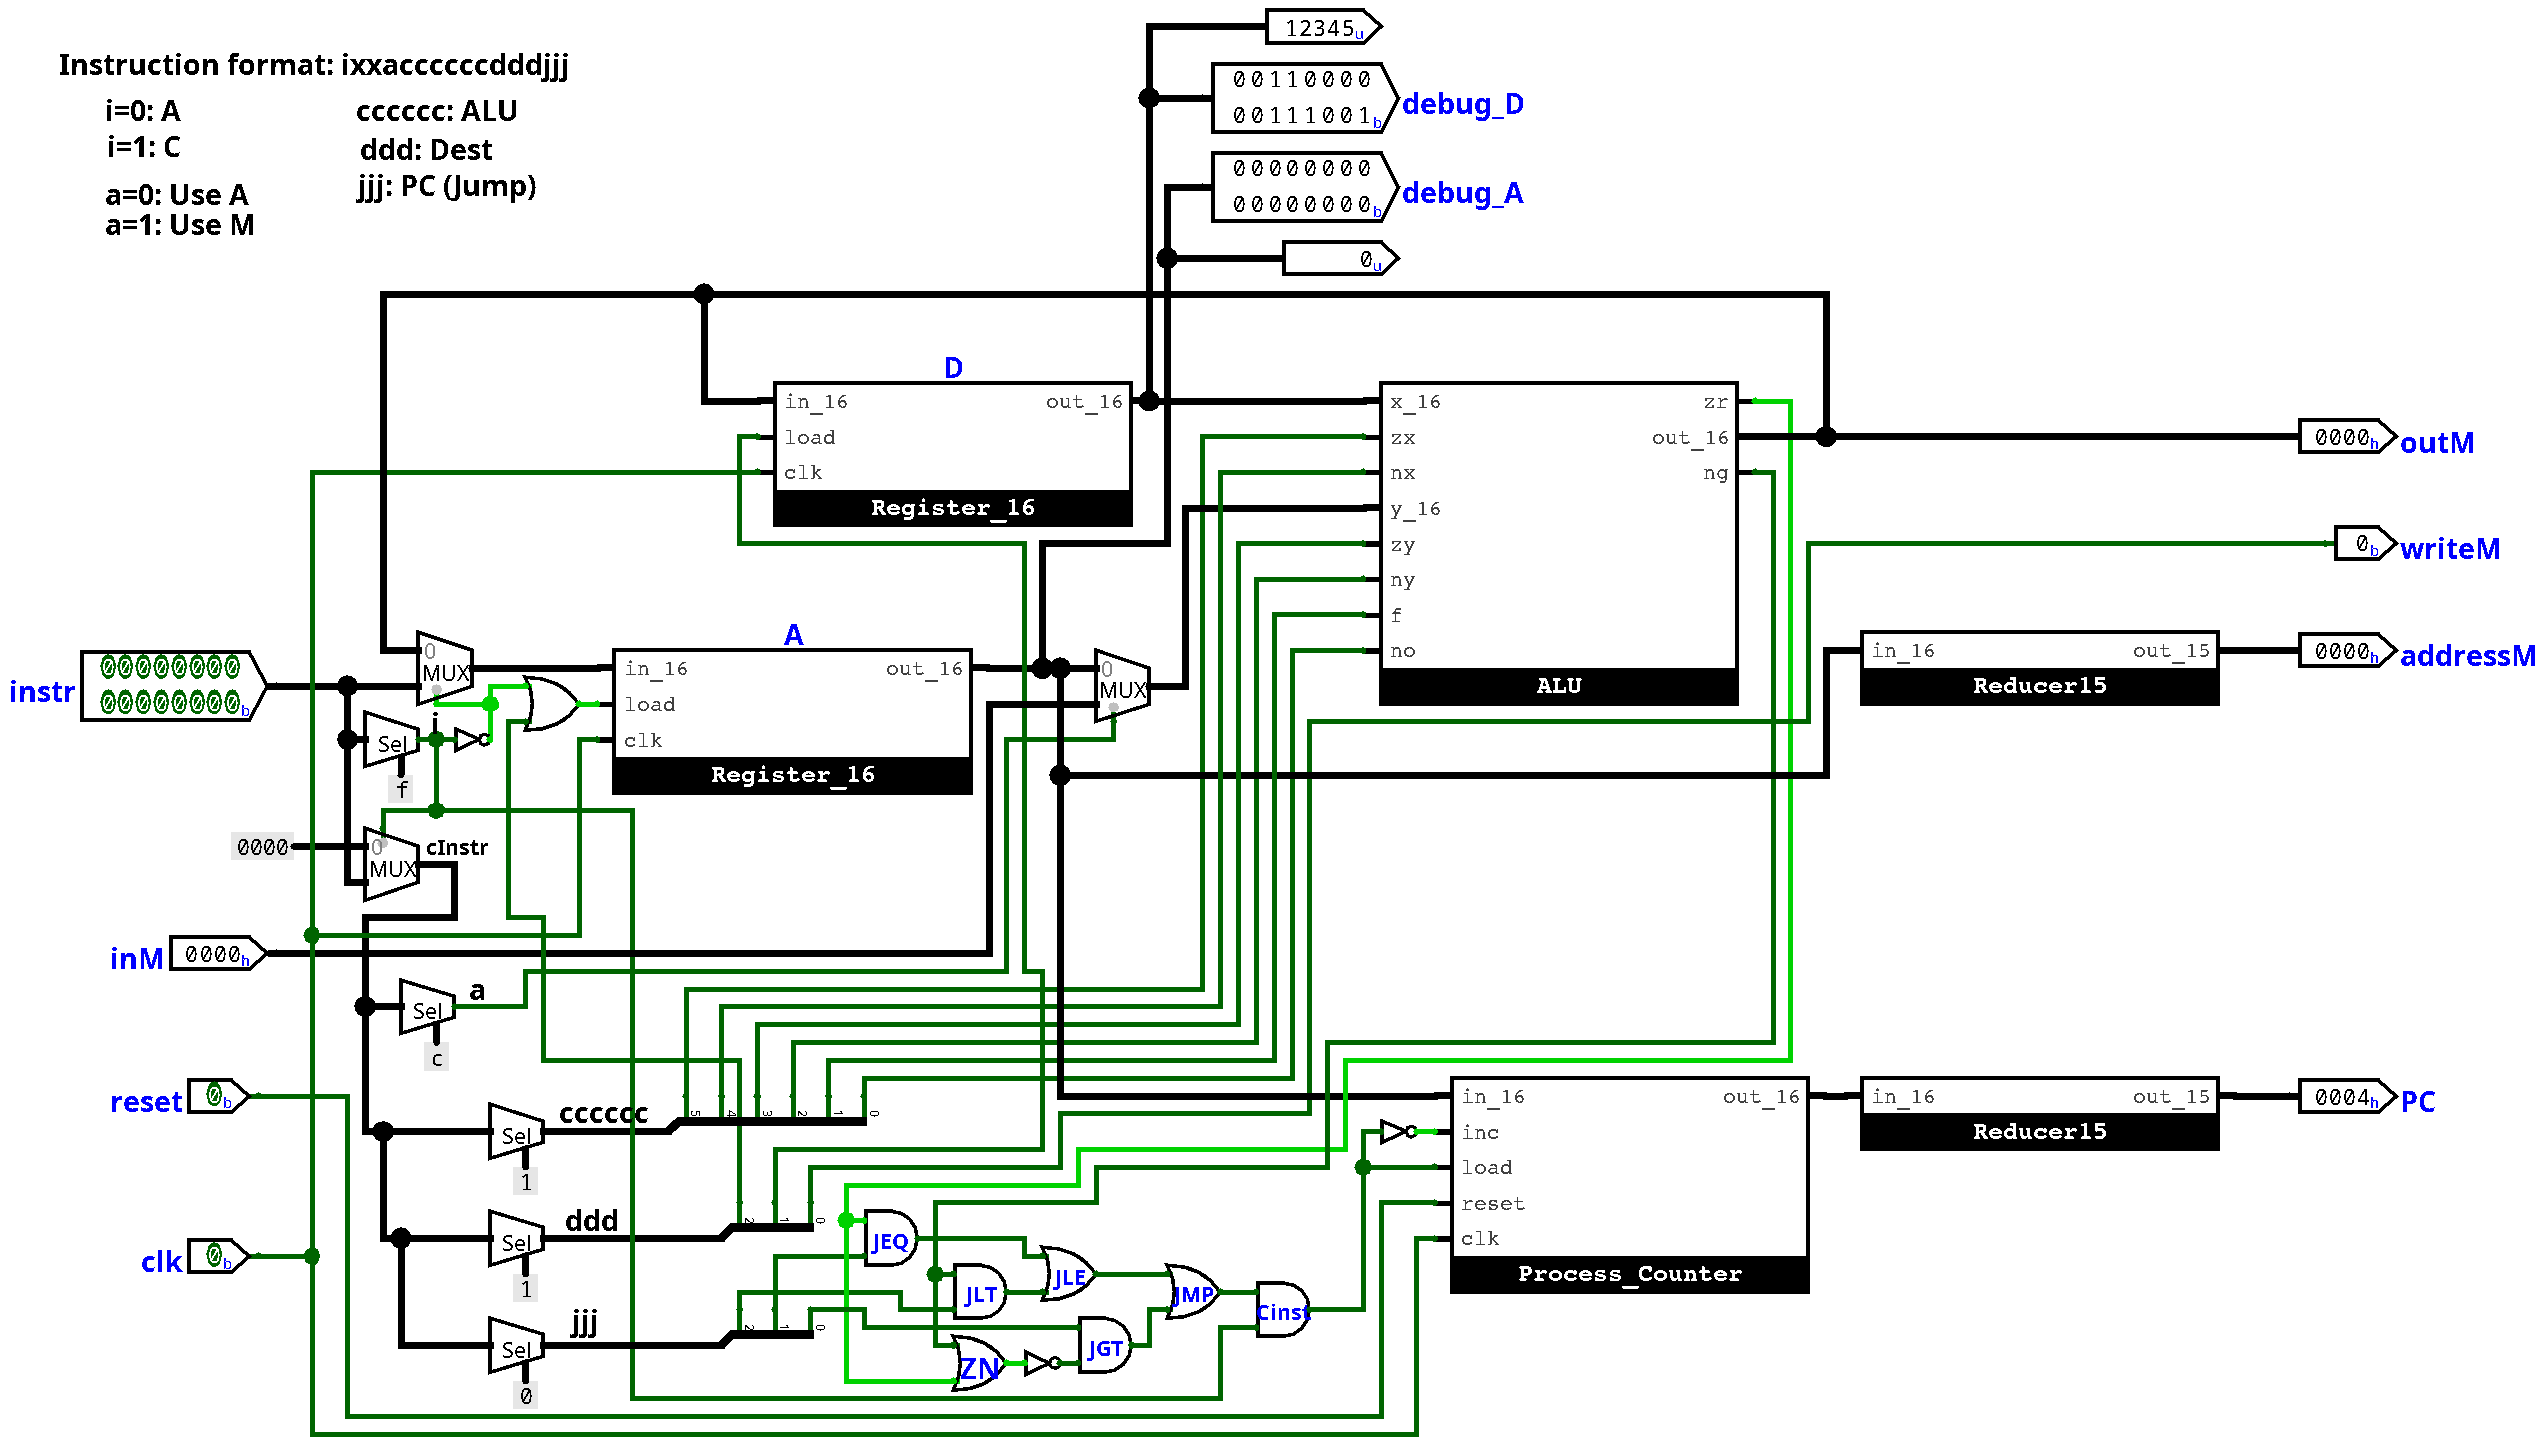 12345u
Instruction format: ixxaccccccdddjjj
00110000
00111001b
debug_D
i=0: A
cccccc: ALU
i=1: C
ddd: Dest
00000000
00000000b
debug_A
a=0: Use A
jjj: PC (Jump)
a=1: Use M
0u
D
in_16
out_16
load
clk
Register_16
x_16
zr
zx
out_16
nx
ng
y_16
zy
ny
f
no
ALU
0000h
outM
0b
writeM
instr
00000000
00000000b
0
MUX
i
Sel
f
A
in_16
out_16
load
clk
Register_16
0
MUX
in_16
out_15
Reducer15
0000h
addressM
0000
0
MUX
cInstr
inM
0000h
Sel
a
c
reset
0b
Sel
cccccc
1
5
4
3
2
1
0
in_16
out_16
inc
load
reset
clk
Process_Counter
in_16
out_15
Reducer15
0004h
PC
clk
0b
Sel
ddd
1
2
1
0
Sel
jjj
0
2
1
0
JEQ
JLT
JLE
JMP
Cinst
JGT
ZN